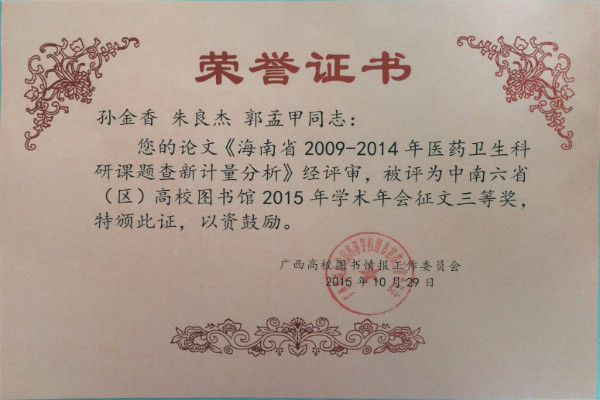 荣誉证书
孙金香 朱良杰 郭孟甲同志：
您的论文《海南省2009-2014年医药卫生科
研课题查新计量分析》经评审，被评为中南六省
（区）高校图书馆2015年学术年会征文三等奖，
特颁此证，以资鼓励。
广西高校图书情报工作委员会
2015年10月29日